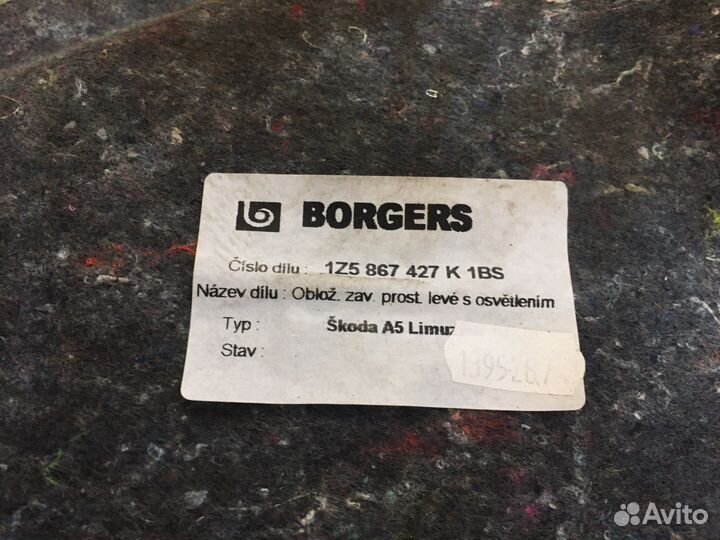 BORGERS
Číslo dílu : 1Z5 867 427 K 1BS
Název dílu : Oblož. zav. prost. levé s osvětlením
Typ : Škoda A5 Limuz
Stav :
Avito